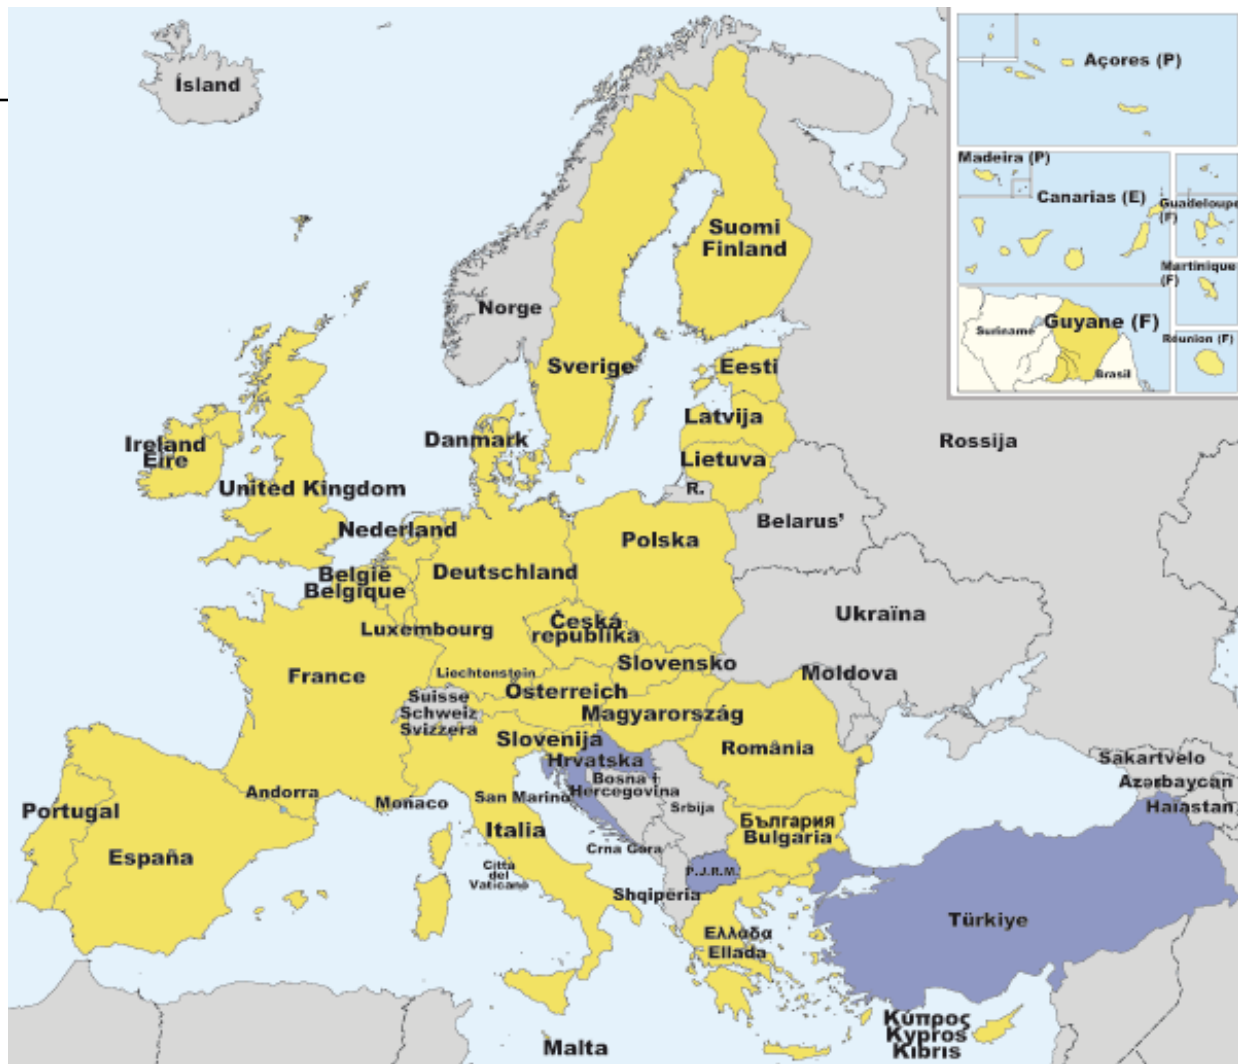 Ísland
Açores (P)
Madeira (P)
Canarias (E)
Guadeloupe
(F)
Martinique
(F)
Guyane (F)
Suriname
Brasil
Réunion (F)
Suomi
Finland
Norge
Sverige
Eesti
Latvija
Lietuva
R.
Rossija
Danmark
Ireland
Éire
United Kingdom
Nederland
Belarus’
Polska
België
Belgique
Deutschland
Ukraïna
Luxembourg
Česká
republika
Slovensko
France
Liechtenstein
Österreich
Moldova
Suisse
Schweiz
Svizzera
Magyarország
Slovenija
România
Hrvatska
Bosna i
Hercegovina
Sakartvelo
Azərbaycan
Haїastan
Andorra
Monaco
San Marino
Srbija
Portugal
España
Italia
България
Bulgaria
Crna Gora
Città
del
Vaticano
P.J.R.M.
Shqipëria
Türkiye
Ελλάδα
Ellada
Malta
Κύπρος
Kypros
Kıbrıs